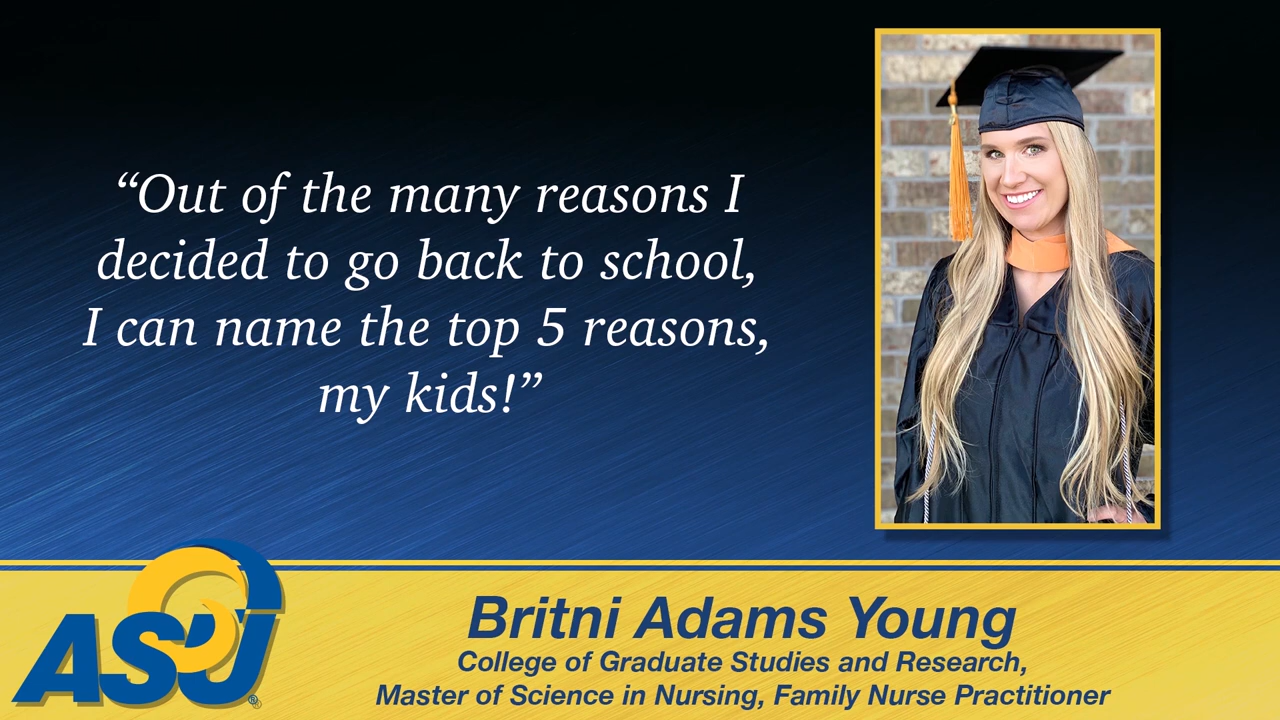 “Out of the many reasons I
decided to go back to school,
I can name the top 5 reasons,
my kids!”
ASU®
Britni Adams Young
College of Graduate Studies and Research,
Master of Science in Nursing, Family Nurse Practitioner